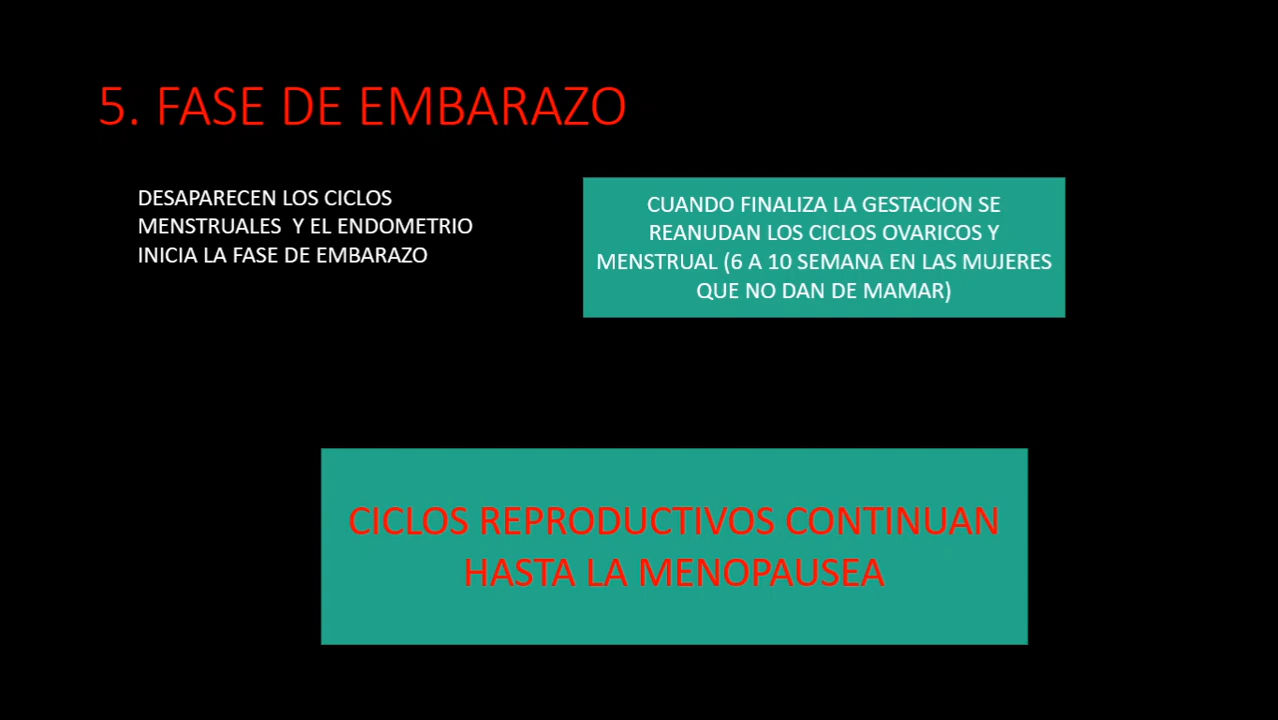 5. FASE DE EMBARAZO
DESAPARECEN LOS CICLOS
MENSTRUALES Y EL ENDOMETRIO
INICIA LA FASE DE EMBARAZO
CUANDO FINALIZA LA GESTACION SE
REANUDAN LOS CICLOS OVARICOS Y
MENSTRUAL (6 A 10 SEMANA EN LAS MUJERES
QUE NO DAN DE MAMAR)
CICLOS REPRODUCTIVOS CONTINUAN
HASTA LA MENOPAUSEA